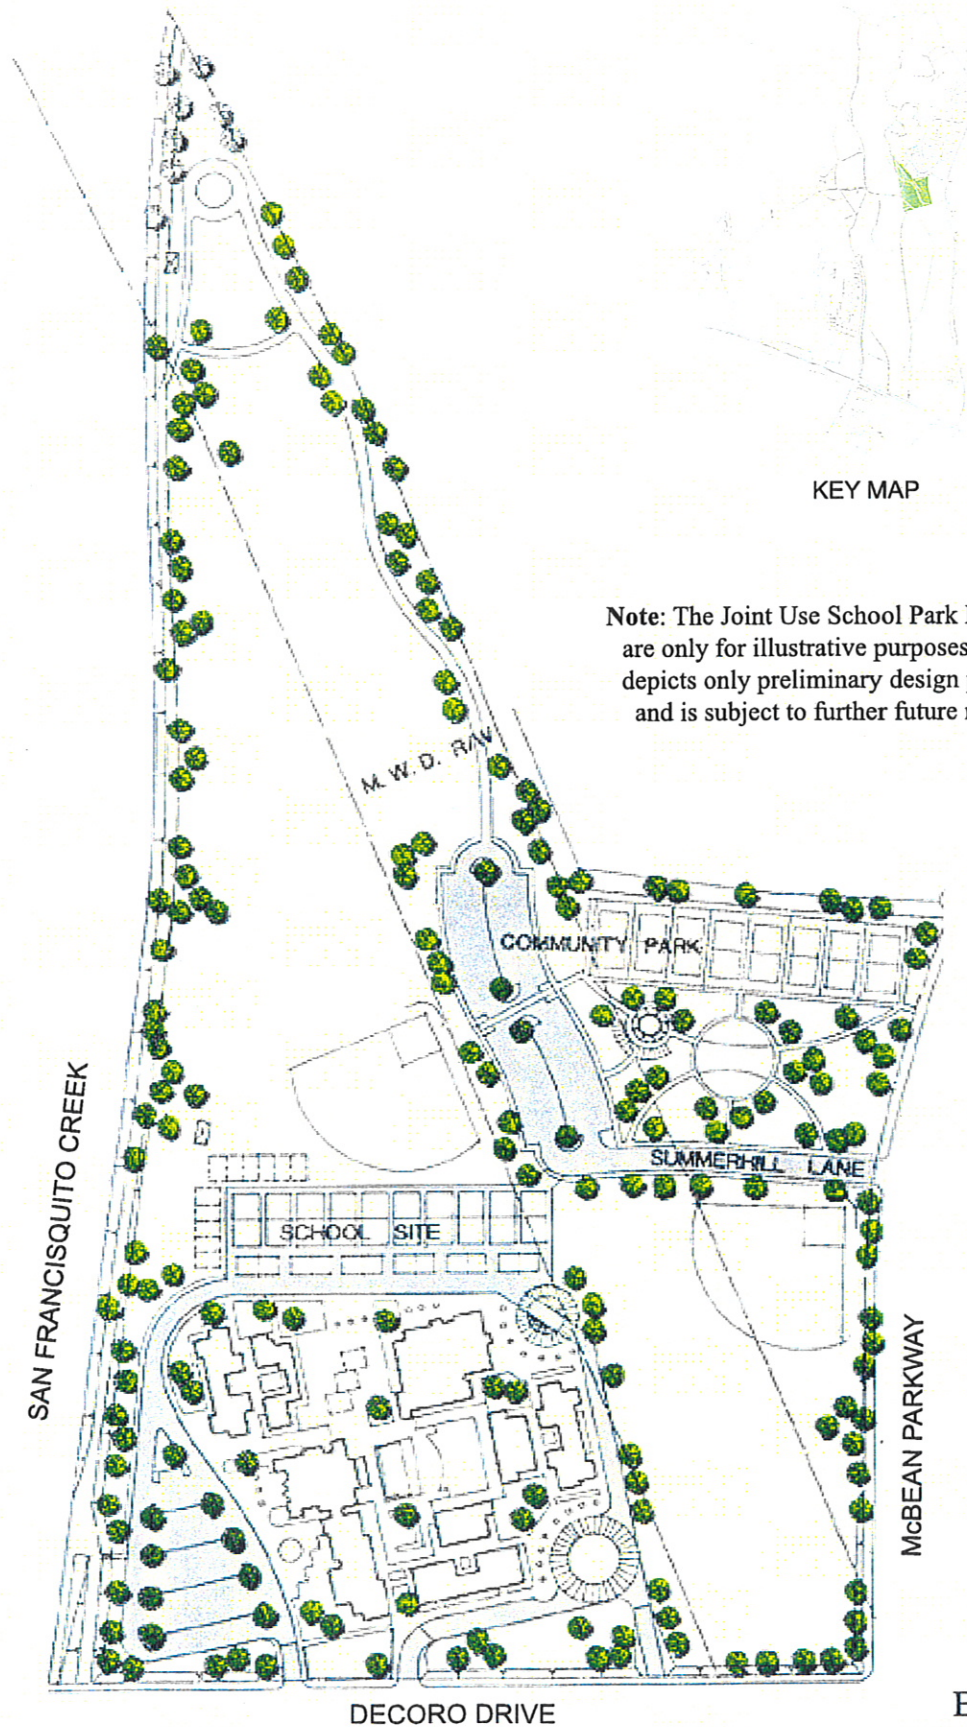 KEY MAP
Note: The Joint Use School Park
are only for illustrative purposes
depicts only preliminary design
and is subject to further future
M. W. D. R/W
COMMUNITY PARK
SUMMERHILL LANE
SCHOOL SITE
SAN FRANCISQUITO CREEK
McBEAN PARKWAY
DECORO DRIVE
E